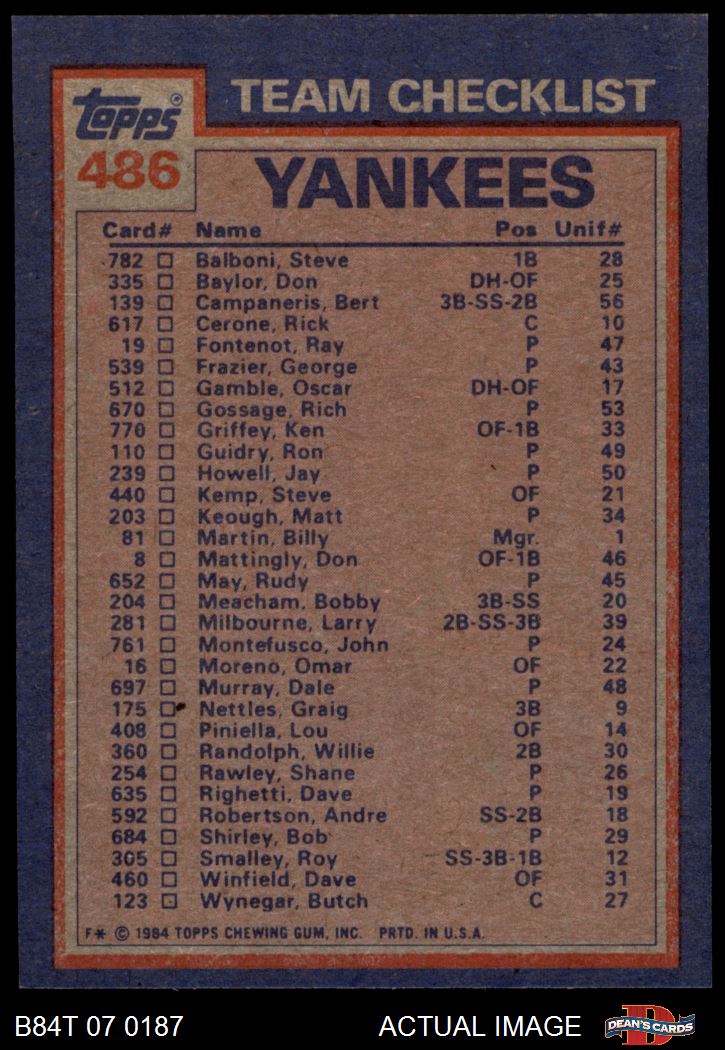 Topps®
486
TEAM CHECKLIST
YANKEES
Card# Name Pos Unif#
782 □ Balboni, Steve 1B 28
335 □ Baylor, Don DH-OF 25
139 □ Campaneris, Bert 3B-SS-2B 56
617 □ Cerone, Rick C 10
19 □ Fontenot, Ray P 47
539 □ Frazier, George P 43
512 □ Gamble, Oscar DH-OF 17
670 □ Gossage, Rich P 53
770 □ Griffey, Ken OF-1B 33
110 □ Guidry, Ron P 49
239 □ Howell, Jay P 50
440 □ Kemp, Steve OF 21
203 □ Keough, Matt P 34
81 □ Martin, Billy Mgr. 1
8 □ Mattingly, Don OF-1B 46
652 □ May, Rudy P 45
204 □ Meacham, Bobby 3B-SS 20
281 □ Milbourne, Larry 2B-SS-3B 39
761 □ Montefusco, John P 24
16 □ Moreno, Omar OF 22
697 □ Murray, Dale P 48
175 □ Nettles, Graig 3B 9
408 □ Piniella, Lou OF 14
360 □ Randolph, Willie 2B 30
254 □ Rawley, Shane P 26
635 □ Righetti, Dave P 19
592 □ Robertson, Andre SS-2B 18
684 □ Shirley, Bob P 29
305 □ Smalley, Roy SS-3B-1B 12
460 □ Winfield, Dave OF 31
123 □ Wynegar, Butch C 27
F* © 1984 TOPPS CHEWING GUM, INC. PRTD. IN U.S.A.
B84T 07 0187 ACTUAL IMAGE DEAN'S CARDS